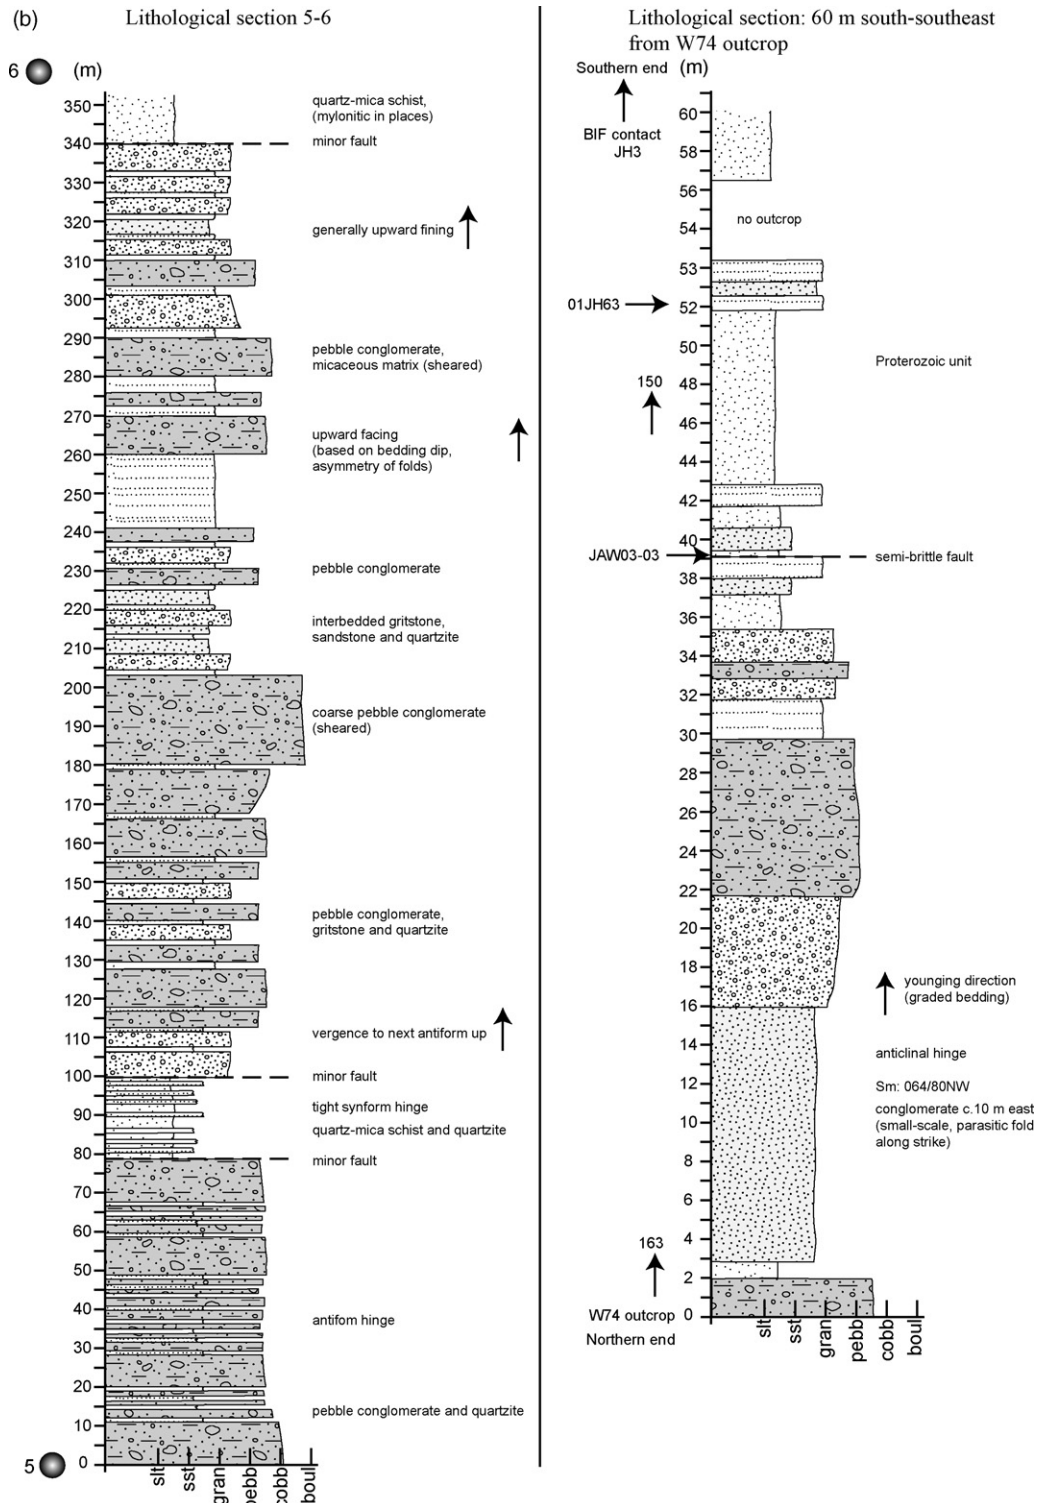 (b)
Lithological section 5-6
6
(m)
350
340
330
320
310
300
290
280
270
260
250
240
230
220
210
200
190
180
170
160
150
140
130
120
110
100
90
80
70
60
50
40
30
20
10
0
5
slt
sst
gran
pebb
cobb
boul
quartz-mica schist,
(mylonitic in places)
minor fault
generally upward fining
pebble conglomerate,
micaceous matrix (sheared)
upward facing
(based on bedding dip,
asymmetry of folds)
pebble conglomerate
interbedded gritstone,
sandstone and quartzite
coarse pebble conglomerate
(sheared)
pebble conglomerate,
gritstone and quartzite
vergence to next antiform up
minor fault
tight synform hinge
quartz-mica schist and quartzite
minor fault
antifom hinge
pebble conglomerate and quartzite
Lithological section: 60 m south-southeast
from W74 outcrop
Southern end
(m)
BIF contact
JH3
60
58
56
54
53
52
50
48
46
44
42
40
38
36
34
32
30
28
26
24
22
20
18
16
14
12
10
8
6
4
2
0
01JH63
150
JAW03-03
163
W74 outcrop
Northern end
slt
sst
gran
pebb
cobb
boul
no outcrop
Proterozoic unit
semi-brittle fault
younging direction
(graded bedding)
anticlinal hinge
Sm: 064/80NW
conglomerate c.10 m east
(small-scale, parasitic fold
along strike)